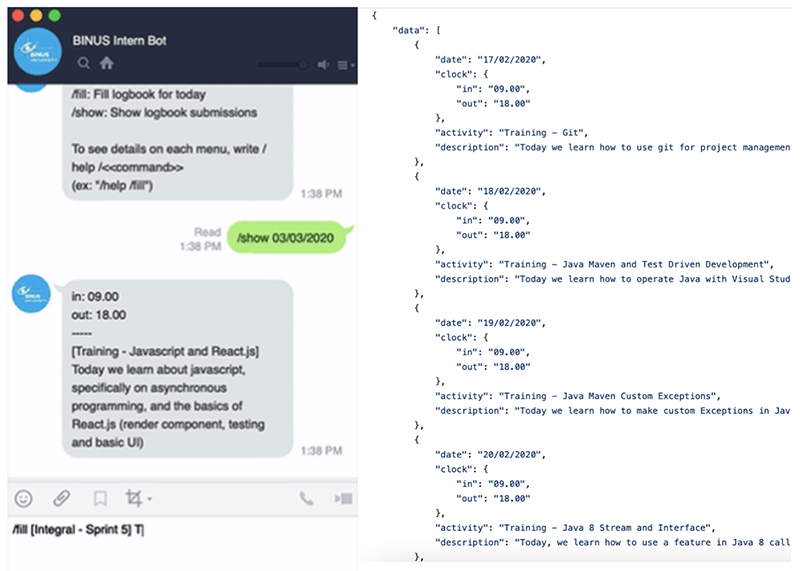 BINUS Intern Bot
BINUS
UNIVERSITY
/fill: Fill logbook for today
/show: Show logbook submissions
To see details on each menu, write /
help /<<command>>
(ex: "/help /fill")
1:38 PM
Read
1:38 PM
/show 03/03/2020
BINUS
in: 09.00
out: 18.00
-----
[Training - Javascript and React.js]
Today we learn about javascript,
specifically on asynchronous
programming, and the basics of
React.js (render component, testing
and basic UI)
1:38 PM
/fill [Integral - Sprint 5] T
{
"data": [
{
"date": "17/02/2020",
"clock": {
"in": "09.00",
"out": "18.00"
},
"activity": "Training - Git",
"description": "Today we learn how to use git for project managemen
},
{
"date": "18/02/2020",
"clock": {
"in": "09.00",
"out": "18.00"
},
"activity": "Training - Java Maven and Test Driven Development",
"description": "Today we learn how to operate Java with Visual Stud
},
{
"date": "19/02/2020",
"clock": {
"in": "09.00",
"out": "18.00"
},
"activity": "Training - Java Maven Custom Exceptions",
"description": "Today we learn how to make custom Exceptions in Jav
},
{
"date": "20/02/2020",
"clock": {
"in": "09.00",
"out": "18.00"
},
"activity": "Training - Java 8 Stream and Interface",
"description": "Today, we learn how to use a feature in Java 8 call
},